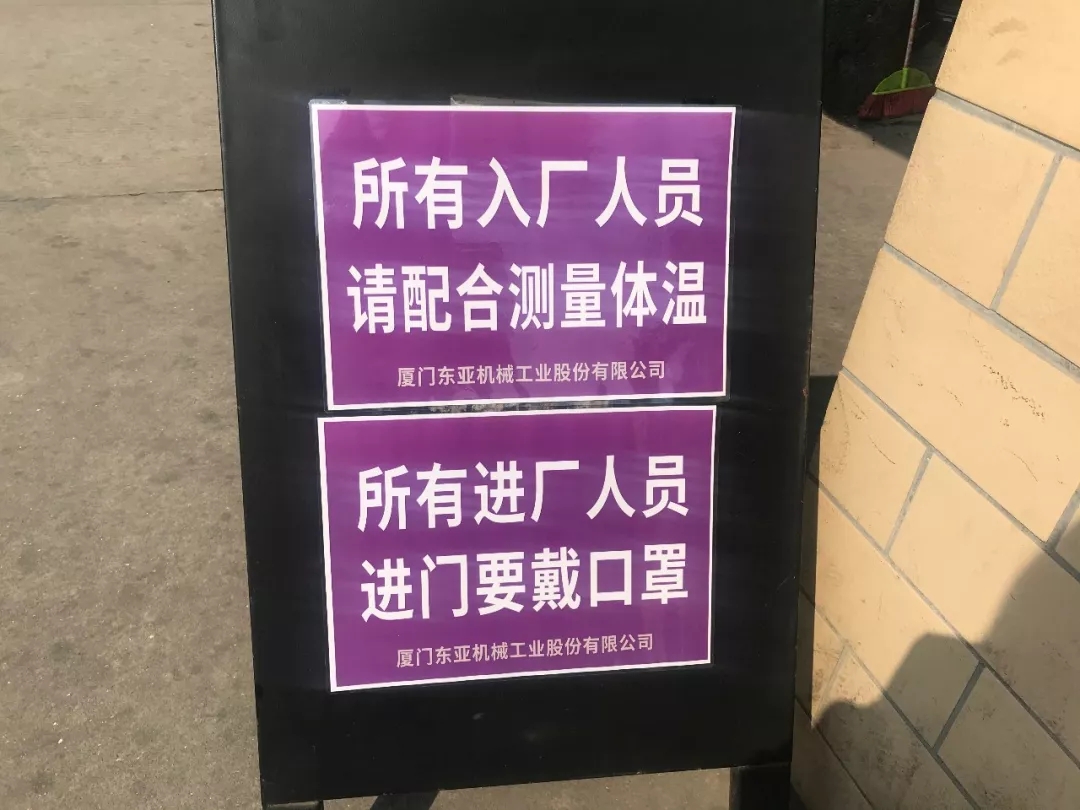 所有入厂人员
请配合测量体温
厦门东亚机械工业股份有限公司
所有进厂人员
进门要戴口罩
厦门东亚机械工业股份有限公司